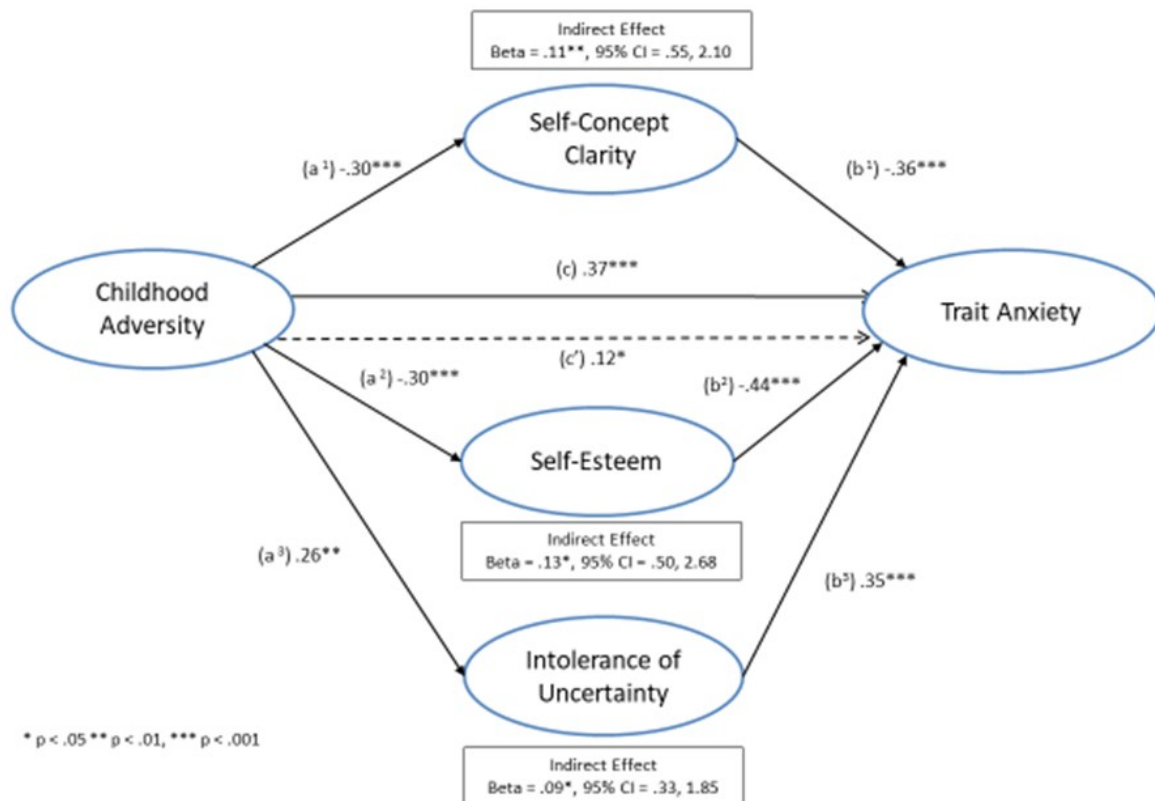 Indirect Effect
Beta = .11**, 95% CI = .55, 2.10
Self-Concept
Clarity
(a¹) -.30***
(b¹) -.36***
(c) .37***
Childhood
Adversity
Trait Anxiety
(c') .12*
(a²) -.30***
(b²) -.44***
Self-Esteem
Indirect Effect
Beta = .13*, 95% CI = .50, 2.68
(a³) .26**
(b³) .35***
Intolerance of
Uncertainty
* p < .05 ** p < .01, *** p < .001
Indirect Effect
Beta = .09*, 95% CI = .33, 1.85